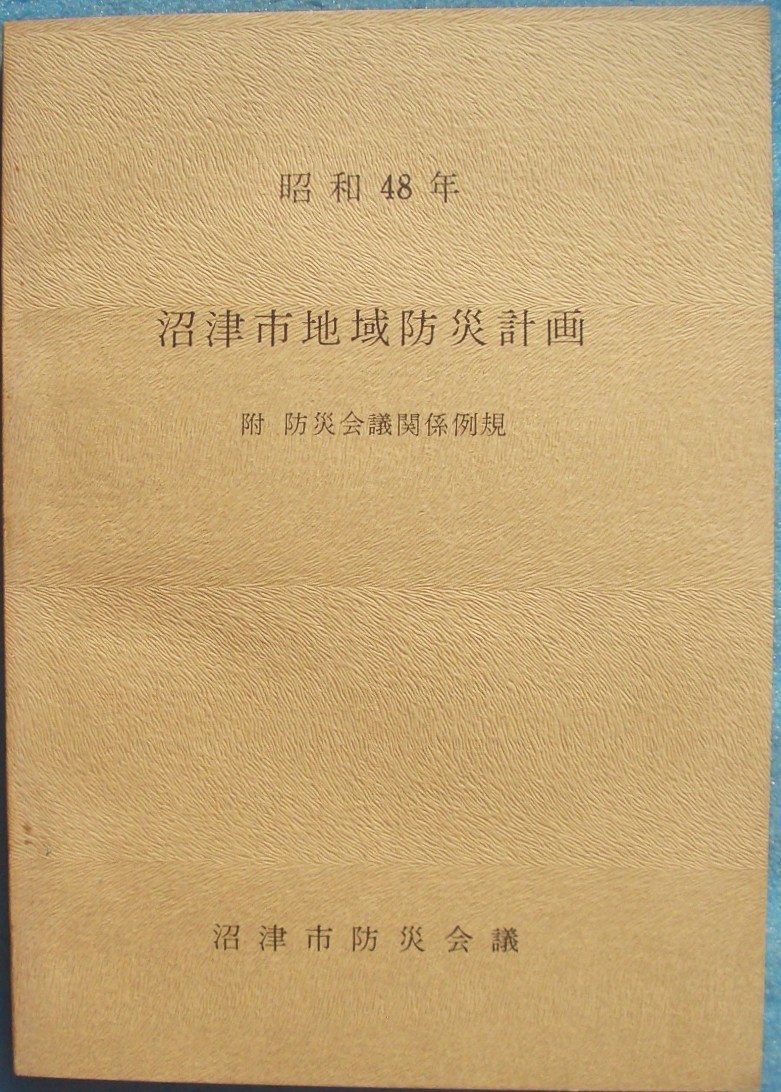 昭和48年
沼津市地域防災計画
附 防災会議関係例規
沼津市防災会議